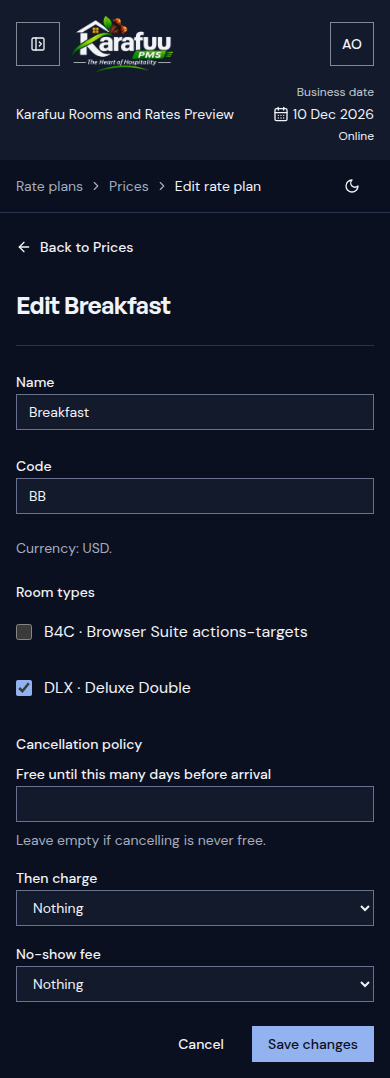 Karafuu
PMS
The Heart of Hospitality
AO
Business date
Karafuu Rooms and Rates Preview
10 Dec 2026
Online
Rate plans > Prices > Edit rate plan
← Back to Prices
Edit Breakfast
Name
Breakfast
Code
BB
Currency: USD.
Room types
B4C · Browser Suite actions-targets
DLX · Deluxe Double
Cancellation policy
Free until this many days before arrival
Leave empty if cancelling is never free.
Then charge
Nothing
No-show fee
Nothing
Cancel Save changes